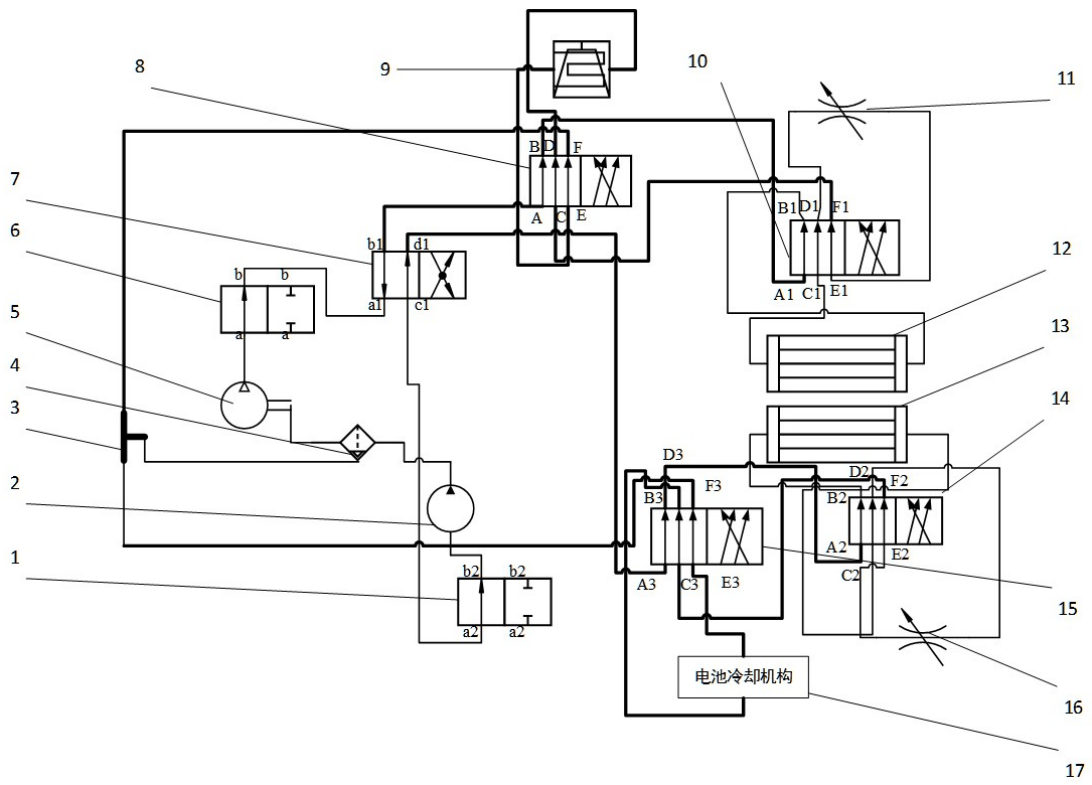 9
8
10
11
B D F
7
A C E
B1 D1 F1
6
b1 d1
12
b b
5
a1 c1
A1 C1 E1
a a
13
4
14
3
D3
D2
F2
2
B3
F3
B2
1
A2
E2
b2 b2
A3
C3
E3
C2
15
a2 a2
电池冷却机构
16
17